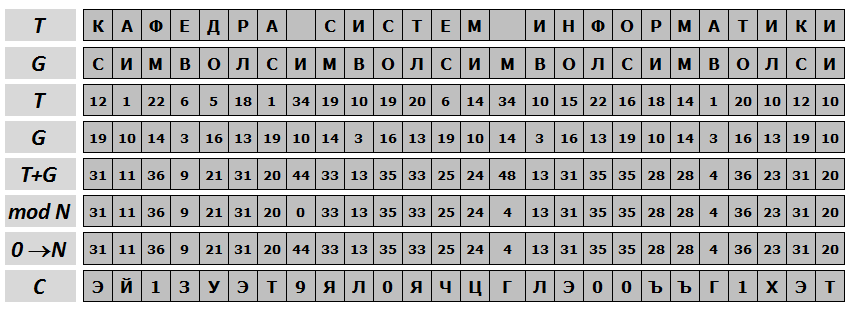 T К А Ф Е Д Р А С И С Т Е М И Н Ф О Р М А Т И К И
G С И М В О Л С И М В О Л С И М В О Л С И М В О Л С И
T 12 1 22 6 5 18 1 34 19 10 19 20 6 14 34 10 15 22 16 18 14 1 20 10 12 10
G 19 10 14 3 16 13 19 10 14 3 16 13 19 10 14 3 16 13 19 10 14 3 16 13 19 10
T+G 31 11 36 9 21 31 20 44 33 13 35 33 25 24 48 13 31 35 35 28 28 4 36 23 31 20
mod N 31 11 36 9 21 31 20 0 33 13 35 33 25 24 4 13 31 35 35 28 28 4 36 23 31 20
0 →N 31 11 36 9 21 31 20 44 33 13 35 33 25 24 4 13 31 35 35 28 28 4 36 23 31 20
C Э Й 1 З У Э Т 9 Я Л 0 Я Ч Ц Г Л Э 0 0 Ъ Ъ Г 1 Х Э Т